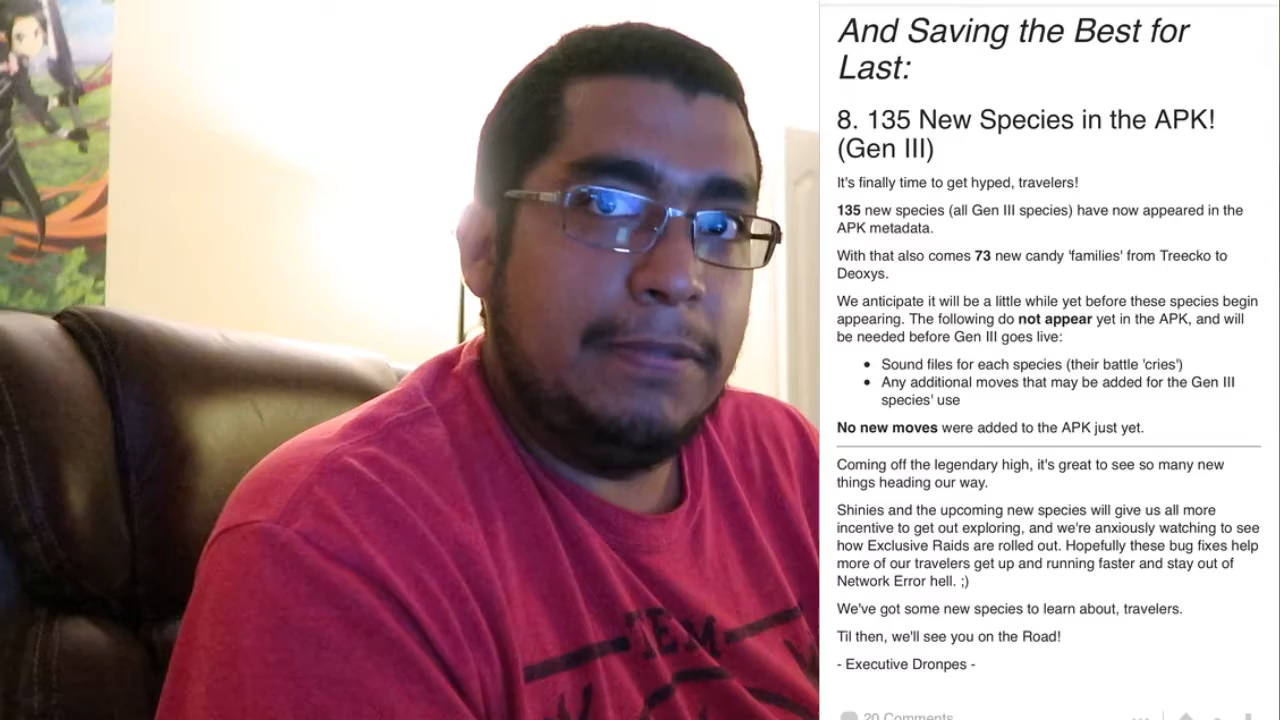 And Saving the Best for
Last:
8. 135 New Species in the APK!
(Gen III)
It's finally time to get hyped, travelers!
135 new species (all Gen III species) have now appeared in the
APK metadata.
With that also comes 73 new candy 'families' from Treecko to
Deoxys.
We anticipate it will be a little while yet before these species begin
appearing. The following do not appear yet in the APK, and will
be needed before Gen III goes live:
• Sound files for each species (their battle 'cries')
• Any additional moves that may be added for the Gen III
species' use
No new moves were added to the APK just yet.
Coming off the legendary high, it's great to see so many new
things heading our way.
Shinies and the upcoming new species will give us all more
incentive to get out exploring, and we're anxiously watching to see
how Exclusive Raids are rolled out. Hopefully these bug fixes help
more of our travelers get up and running faster and stay out of
Network Error hell. ;)
We've got some new species to learn about, travelers.
Til then, we'll see you on the Road!
- Executive Dronpes -
20 Comments